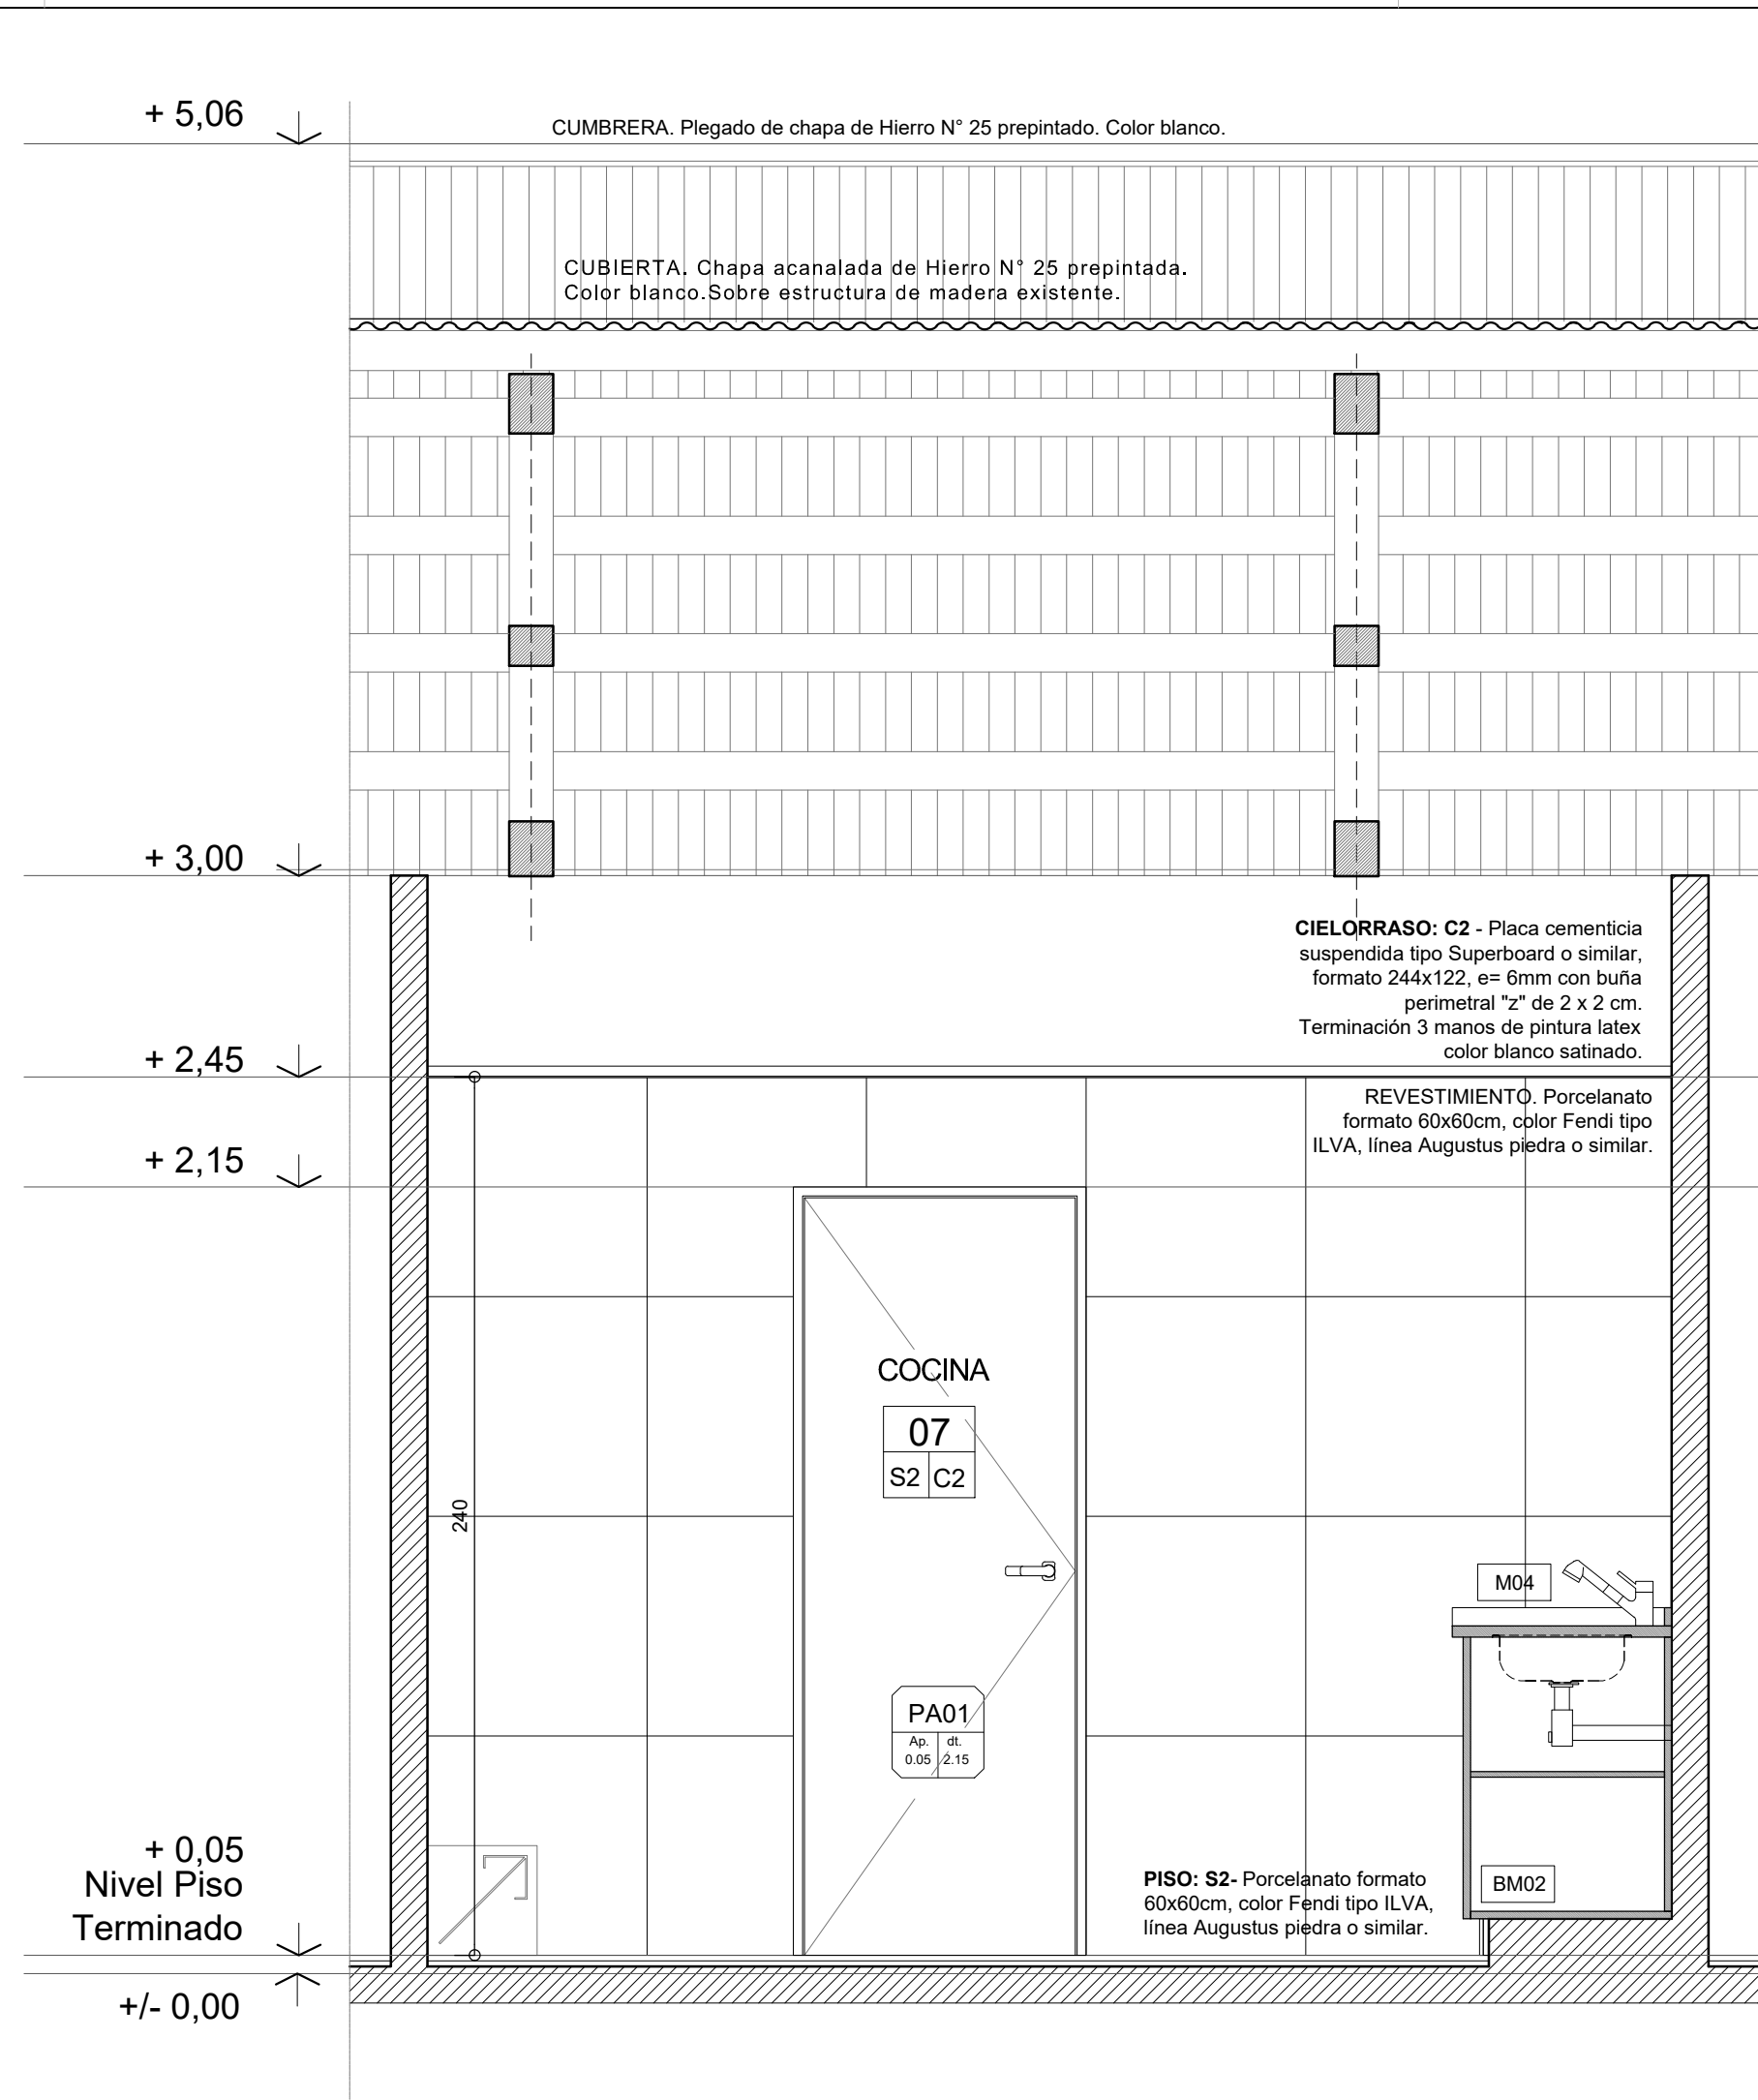 + 5,06
CUMBRERA. Plegado de chapa de Hierro N° 25 prepintado. Color blanco.
CUBIERTA. Chapa acanalada de Hierro N° 25 prepintada.
Color blanco.Sobre estructura de madera existente.
+ 3,00
CIELORRASO: C2 - Placa cementicia
suspendida tipo Superboard o similar,
formato 244x122, e= 6mm con buña
perimetral "z" de 2 x 2 cm.
Terminación 3 manos de pintura latex
color blanco satinado.
+ 2,45
REVESTIMIENTO. Porcelanato
formato 60x60cm, color Fendi tipo
ILVA, línea Augustus piedra o similar.
+ 2,15
COCINA
07
S2 C2
240
M04
PA01
Ap. dt.
0.05 2.15
+ 0,05
Nivel Piso
Terminado
PISO: S2- Porcelanato formato
60x60cm, color Fendi tipo ILVA,
línea Augustus piedra o similar.
BM02
+/- 0,00